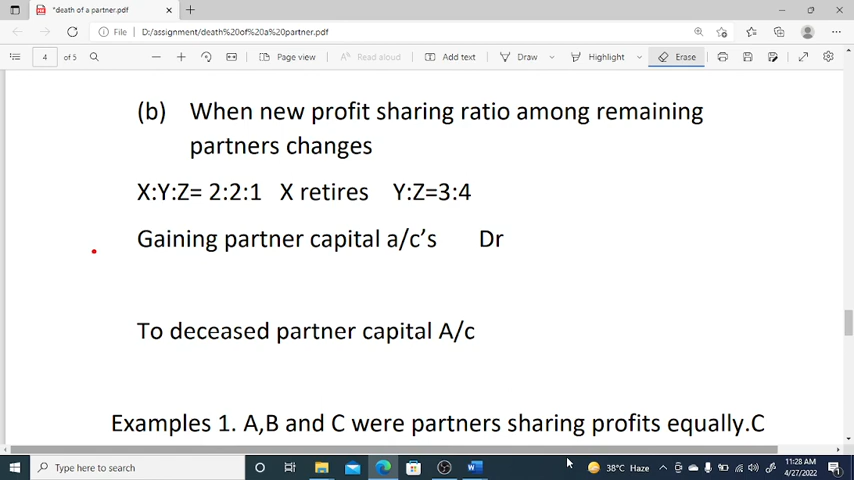 *death of a partner.pdf
File D:/assignment/death%20of%20a%20partner.pdf
4 of 5 Page view Read aloud Add text Draw Highlight Erase
(b) When new profit sharing ratio among remaining
partners changes
X:Y:Z= 2:2:1 X retires Y:Z=3:4
Gaining partner capital a/c’s Dr
To deceased partner capital A/c
Examples 1. A,B and C were partners sharing profits equally.C
Type here to search 38°C Haze 11:28 AM
4/27/2022